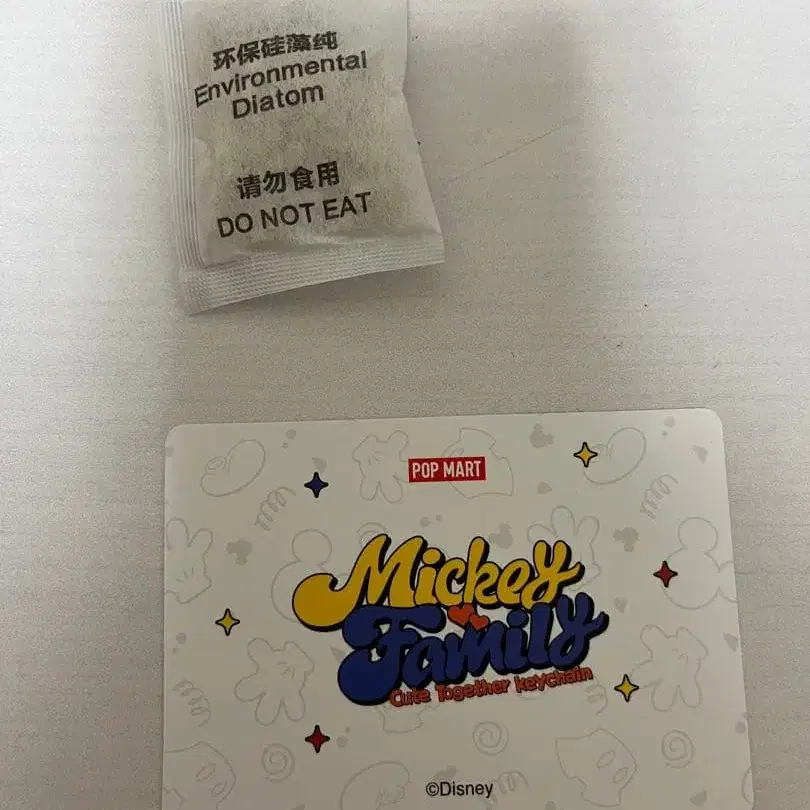 环保硅藻纯
Environmental
Diatom
请勿食用
DO NOT EAT
POP MART
Mickey
Family
Cute Together keychain
©Disney